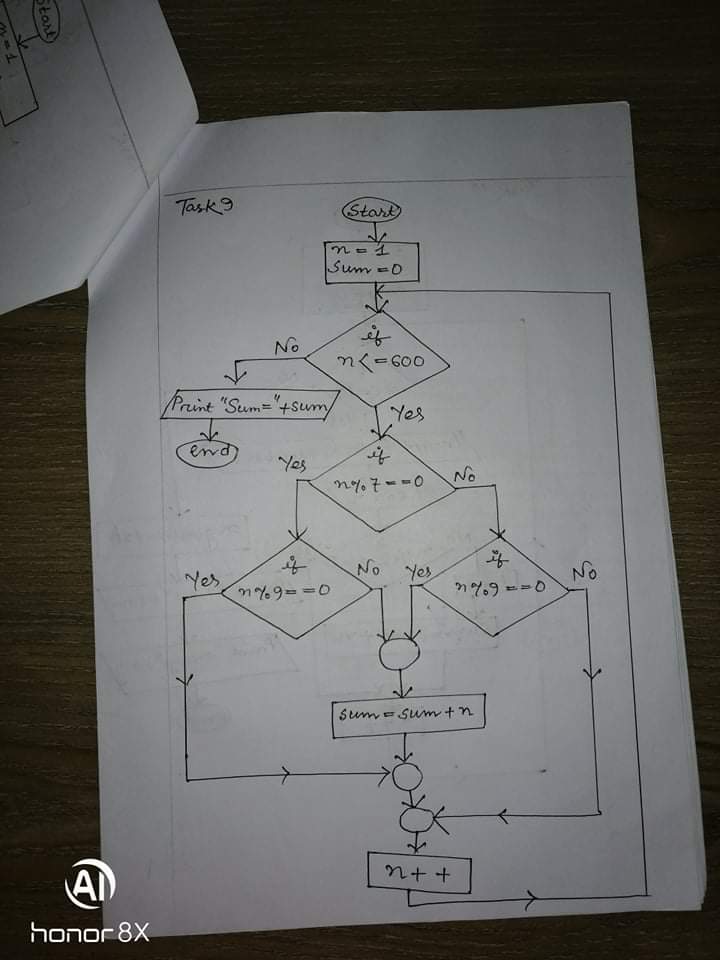 Start
n = 1
Task 9
Start
n = 1
Sum = 0
if
n <= 600
No
Yes
Print "Sum=" + sum
end
if
n%7 == 0
Yes
No
if
n%9 == 0
Yes
No
if
n%9 == 0
Yes
No
sum = sum + n
n + +
AI
honor 8X